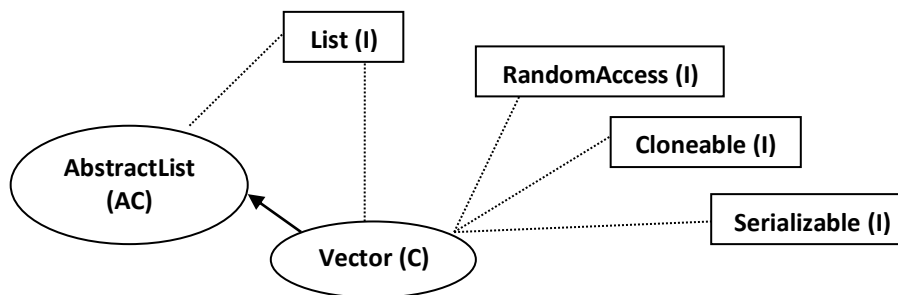 List (I)
RandomAccess (I)
Cloneable (I)
AbstractList
(AC)
Serializable (I)
Vector (C)